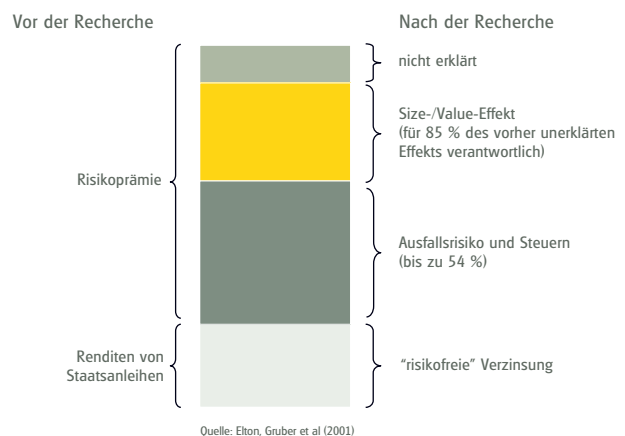 Vor der Recherche
Nach der Recherche
nicht erklärt
Size-/Value-Effekt
(für 85 % des vorher unerklärten
Effekts verantwortlich)
Risikoprämie
Ausfallsrisiko und Steuern
(bis zu 54 %)
Renditen von
Staatsanleihen
“risikofreie” Verzinsung
Quelle: Elton, Gruber et al (2001)